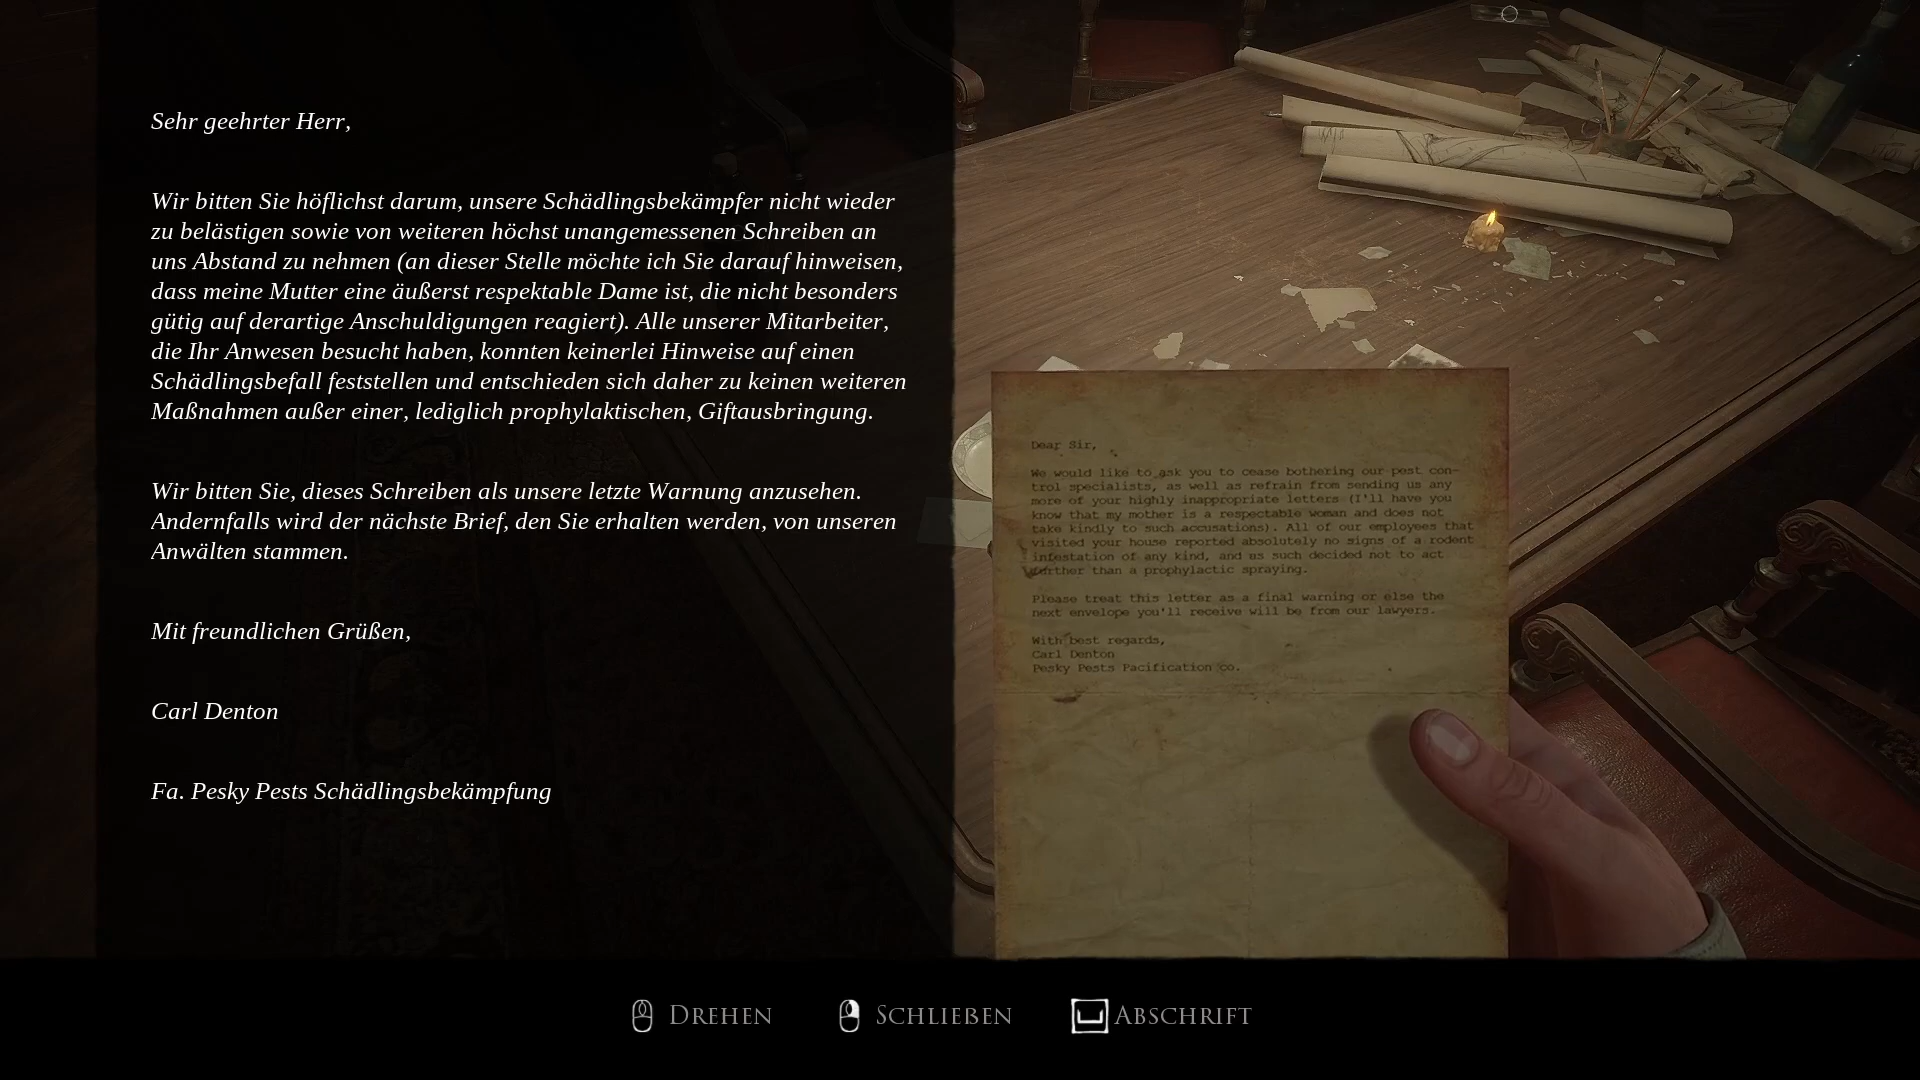 Sehr geehrter Herr,
Wir bitten Sie höflichst darum, unsere Schädlingsbekämpfer nicht wieder
zu belästigen sowie von weiteren höchst unangemessenen Schreiben an
uns Abstand zu nehmen (an dieser Stelle möchte ich Sie darauf hinweisen,
dass meine Mutter eine äußerst respektable Dame ist, die nicht besonders
gütig auf derartige Anschuldigungen reagiert). Alle unserer Mitarbeiter,
die Ihr Anwesen besucht haben, konnten keinerlei Hinweise auf einen
Schädlingsbefall feststellen und entschieden sich daher zu keinen weiteren
Maßnahmen außer einer, lediglich prophylaktischen, Giftausbringung.
Wir bitten Sie, dieses Schreiben als unsere letzte Warnung anzusehen.
Andernfalls wird der nächste Brief, den Sie erhalten werden, von unseren
Anwälten stammen.
Mit freundlichen Grüßen,
Carl Denton
Fa. Pesky Pests Schädlingsbekämpfung
Dear Sir,
We would like to ask you to cease bothering our pest con-
trol specialists, as well as refrain from sending us any
more of your highly inappropriate letters (I'll have you
know that my mother is a respectable woman and does not
take kindly to such accusations). All of our employees that
visited your house reported absolutely no signs of a rodent
infestation of any kind, and as such decided not to act
further than a prophylactic spraying.
Please treat this letter as a final warning or else the
next envelope you'll receive will be from our lawyers.
With best regards,
Carl Denton
Pesky Pests Pacification co.
Drehen
Schließen
Abschrift